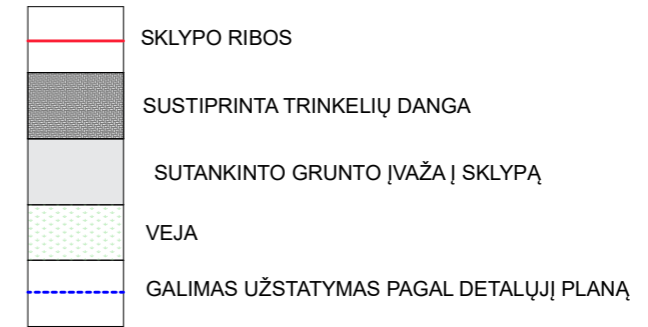 SKLYPO RIBOS
SUSTIPRINTA TRINKELIŲ DANGA
SUTANKINTO GRUNTO ĮVAŽA Į SKLYPĄ
VEJA
GALIMAS UŽSTATYMAS PAGAL DETALŲJĮ PLANĄ